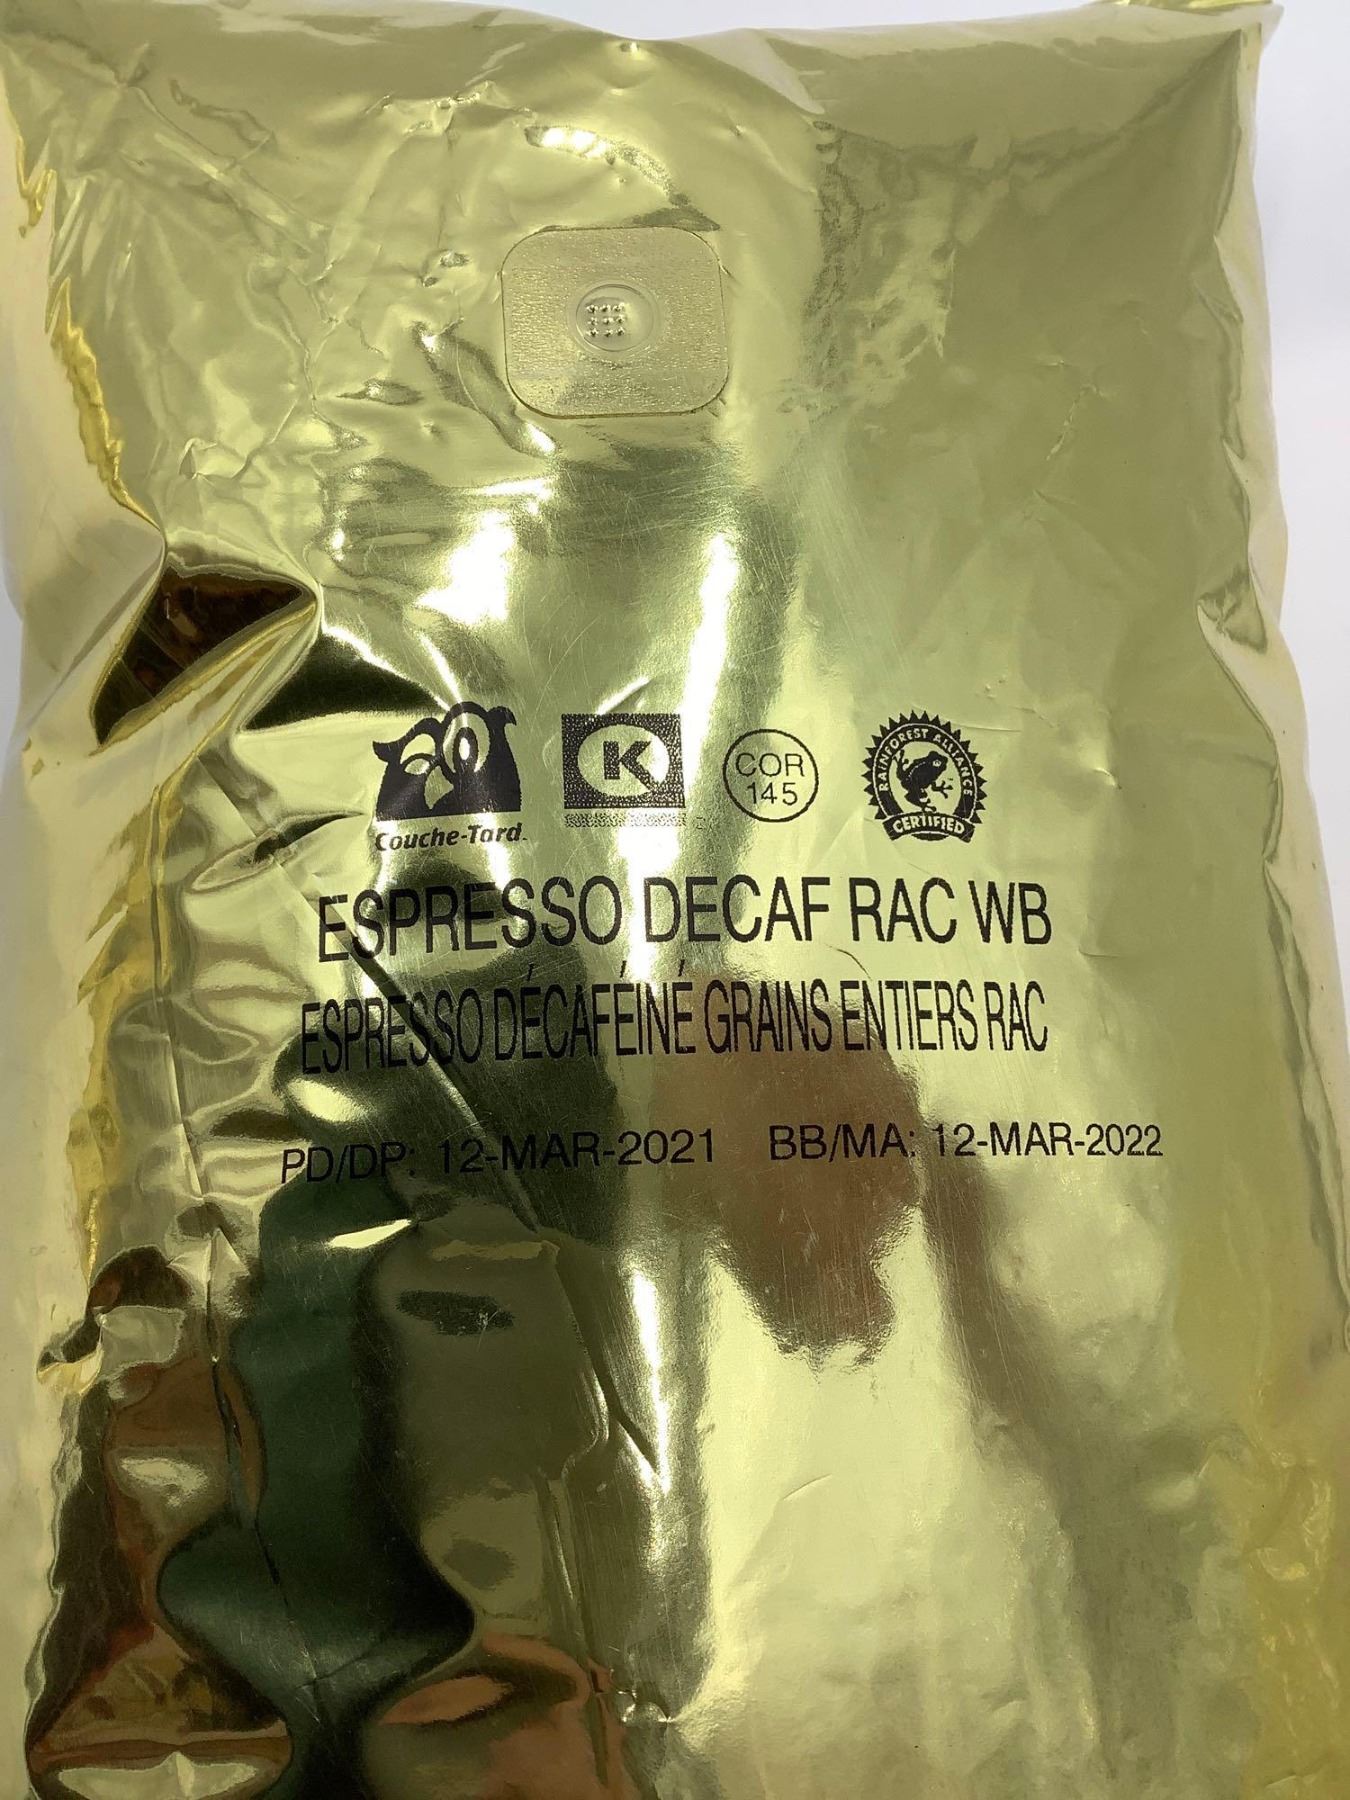 Couche-Tard
K
COR
145
RAINFOREST ALLIANCE
CERTIFIED
ESPRESSO DECAF RAC WB
ESPRESSO DÉCAFÉINÉ GRAINS ENTIERS RAC
PD/DP: 12-MAR-2021 BB/MA: 12-MAR-2022